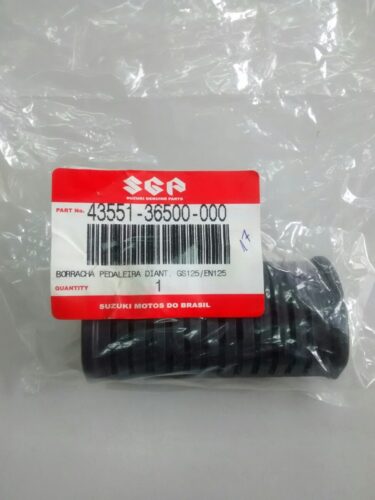 SGP
SUZUKI GENUINE PARTS
PART No. 43551-36500-000
17
BORRACHA PEDALEIRA DIANT. GS125/EN125
QUANTITY 1
SUZUKI MOTOS DO BRASIL